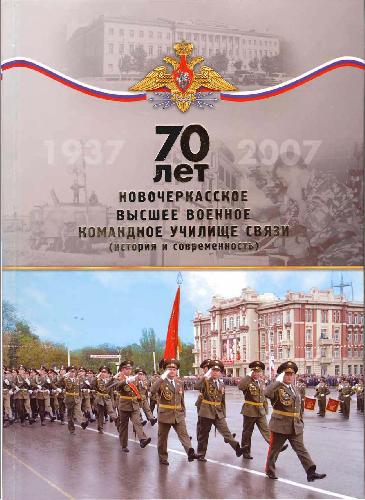 1937 2007
70
лет
НОВОЧЕРКАССКОЕ
ВЫСШЕЕ ВОЕННОЕ
КОМАНДНОЕ УЧИЛИЩЕ СВЯЗИ
(история и современность)